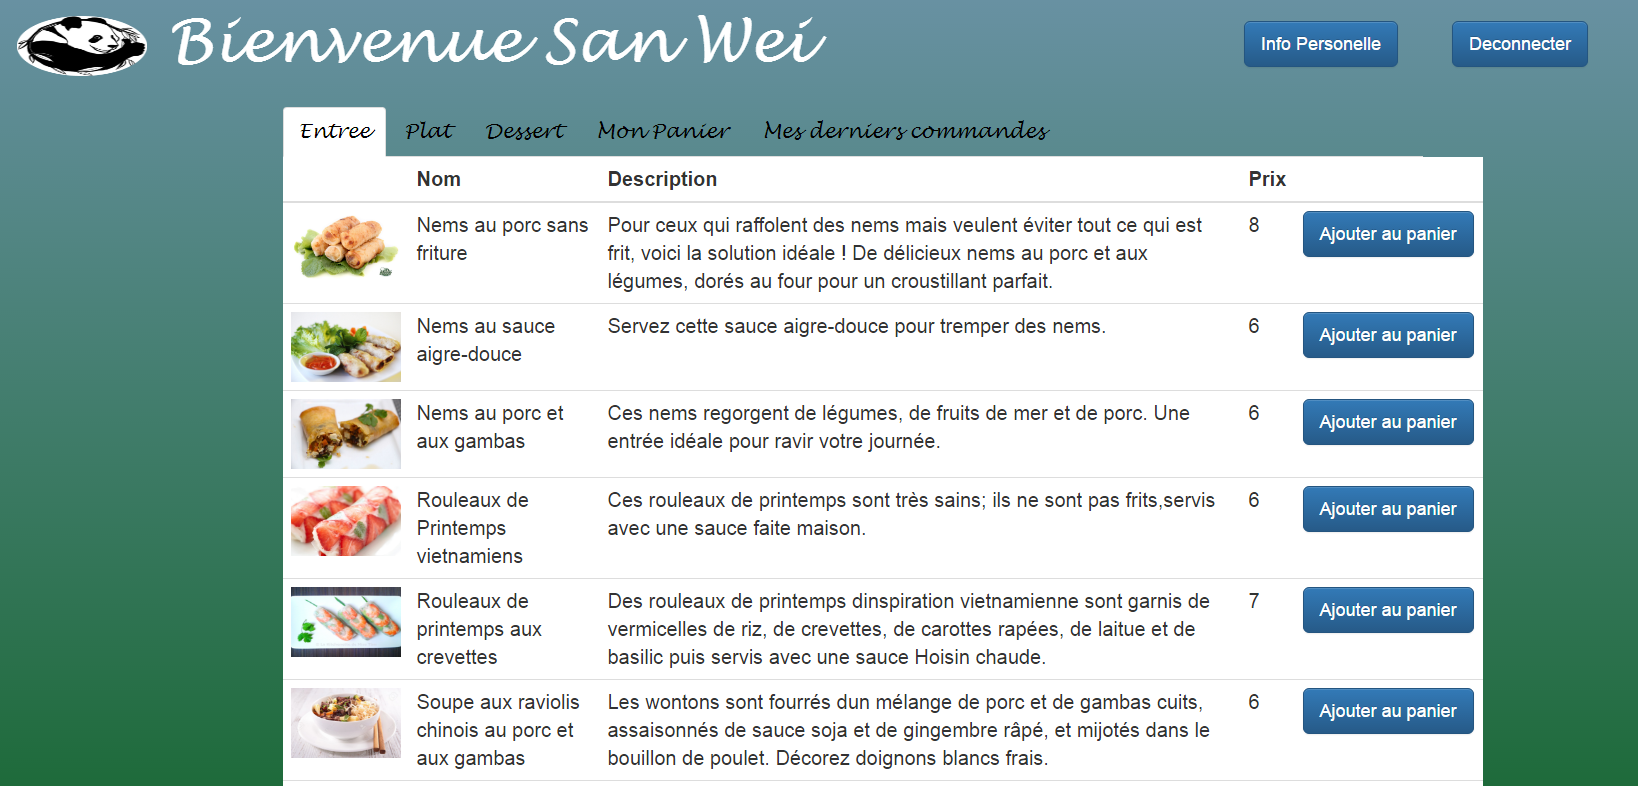 Bienvenue San Wei
Info Personelle
Deconnecter
Entree
Plat
Dessert
Mon Panier
Mes derniers commandes
Nom
Description
Prix
Nems au porc sans
friture
Pour ceux qui raffolent des nems mais veulent éviter tout ce qui est
frit, voici la solution idéale ! De délicieux nems au porc et aux
légumes, dorés au four pour un croustillant parfait.
8
Ajouter au panier
Nems au sauce
aigre-douce
Servez cette sauce aigre-douce pour tremper des nems.
6
Ajouter au panier
Nems au porc et
aux gambas
Ces nems regorgent de légumes, de fruits de mer et de porc. Une
entrée idéale pour ravir votre journée.
6
Ajouter au panier
Rouleaux de
Printemps
vietnamiens
Ces rouleaux de printemps sont très sains; ils ne sont pas frits,servis
avec une sauce faite maison.
6
Ajouter au panier
Rouleaux de
printemps aux
crevettes
Des rouleaux de printemps dinspiration vietnamienne sont garnis de
vermicelles de riz, de crevettes, de carottes rapées, de laitue et de
basilic puis servis avec une sauce Hoisin chaude.
7
Ajouter au panier
Soupe aux raviolis
chinois au porc et
aux gambas
Les wontons sont fourrés dun mélange de porc et de gambas cuits,
assaisonnés de sauce soja et de gingembre râpé, et mijotés dans le
bouillon de poulet. Décorez doignons blancs frais.
6
Ajouter au panier